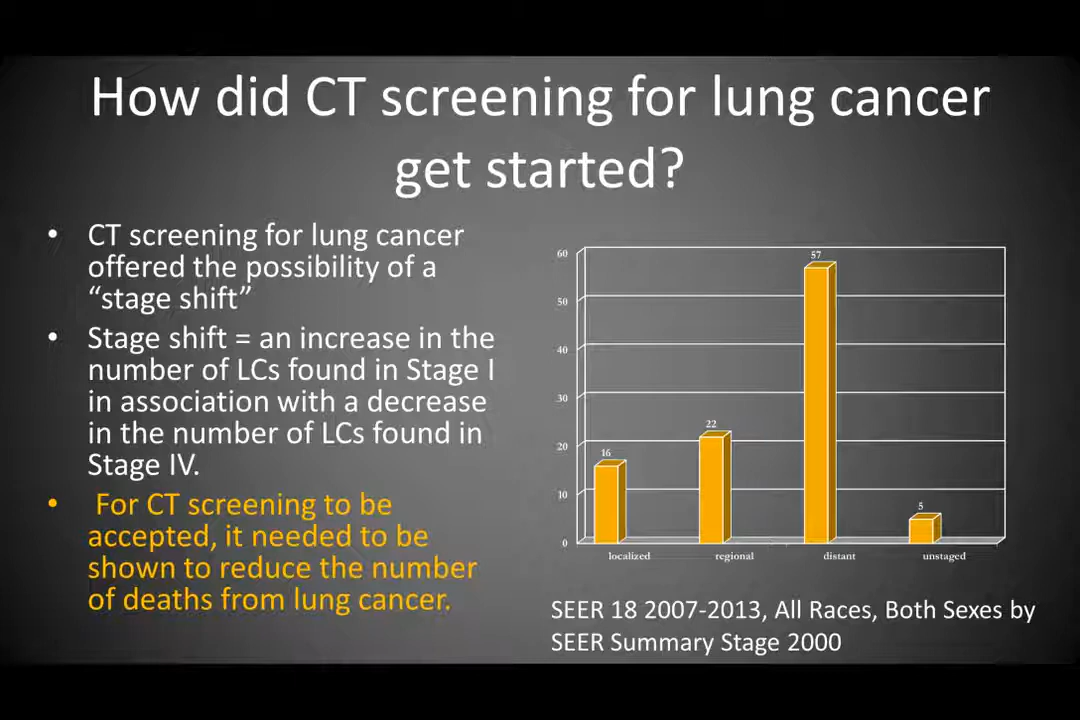 How did CT screening for lung cancer
get started?
• CT screening for lung cancer
offered the possibility of a
“stage shift”
• Stage shift = an increase in the
number of LCs found in Stage I
in association with a decrease
in the number of LCs found in
Stage IV.
• For CT screening to be
accepted, it needed to be
shown to reduce the number
of deaths from lung cancer.
60
50
40
30
20
10
0
16
22
57
5
localized
regional
distant
unstaged
SEER 18 2007-2013, All Races, Both Sexes by
SEER Summary Stage 2000